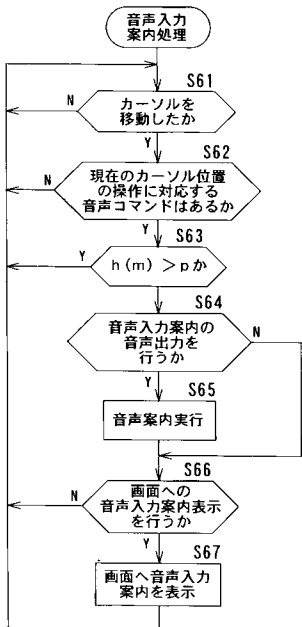 音声入力
案内処理
S61
N
カーソルを
移動したか
Y
S62
N
現在のカーソル位置
の操作に対応する
音声コマンドはあるか
Y
S63
Y
h(m)>pか
N
S64
音声入力案内の
音声出力を
行うか
N
Y
S65
音声案内実行
S66
N
画面への
音声入力案内表示
を行うか
Y
S67
画面へ音声入力
案内を表示